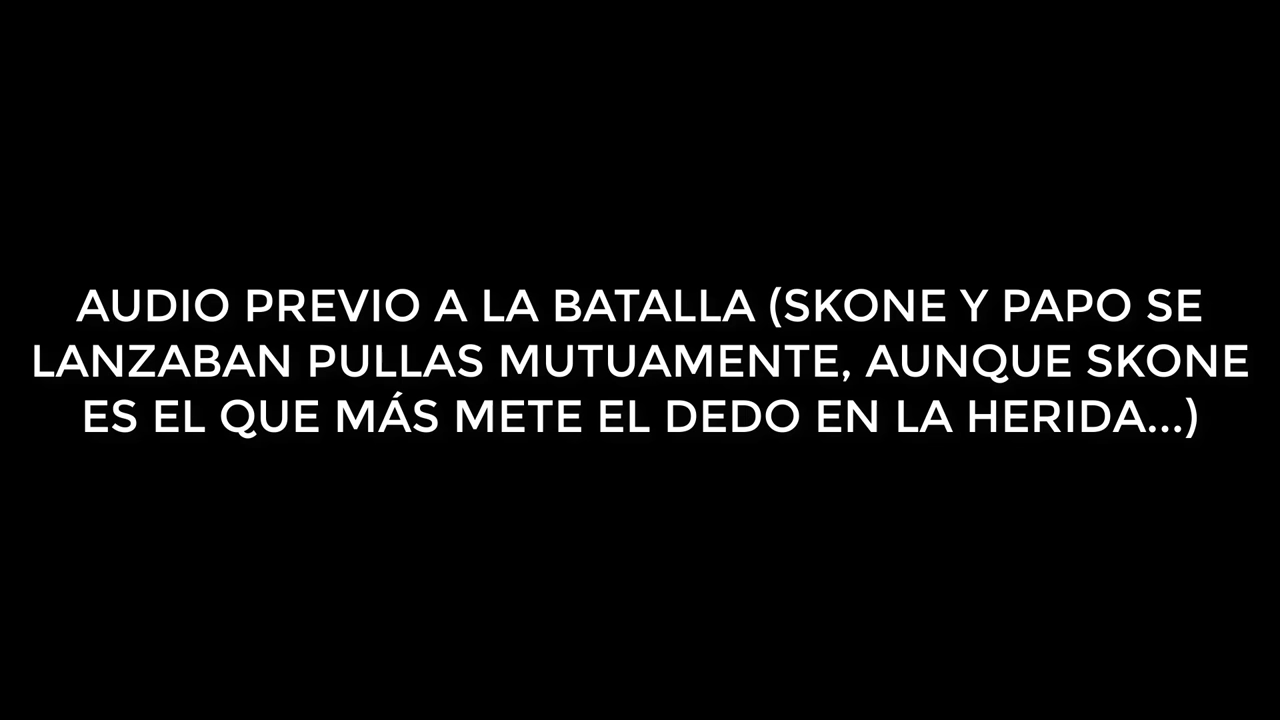 AUDIO PREVIO A LA BATALLA (SKONE Y PAPO SE
LANZABAN PULLAS MUTUAMENTE, AUNQUE SKONE
ES EL QUE MÁS METE EL DEDO EN LA HERIDA...)